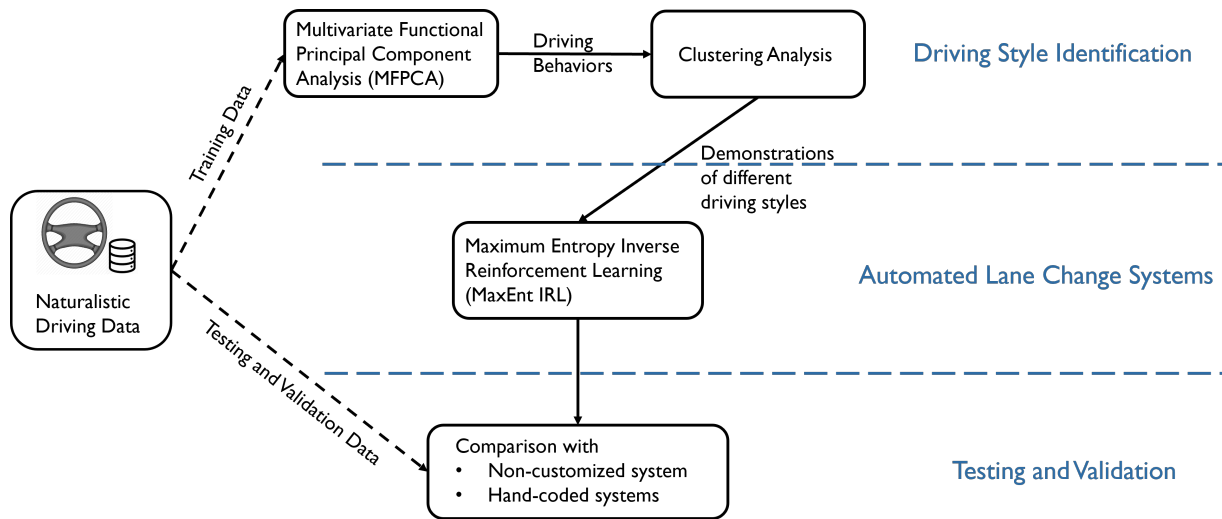 Multivariate Functional
Principal Component
Analysis (MFPCA)
Driving
Behaviors
Clustering Analysis
Driving Style Identification
Training Data
Demonstrations
of different
driving styles
Naturalistic
Driving Data
Maximum Entropy Inverse
Reinforcement Learning
(MaxEnt IRL)
Automated Lane Change Systems
Testing and Validation Data
Comparison with
• Non-customized system
• Hand-coded systems
Testing and Validation